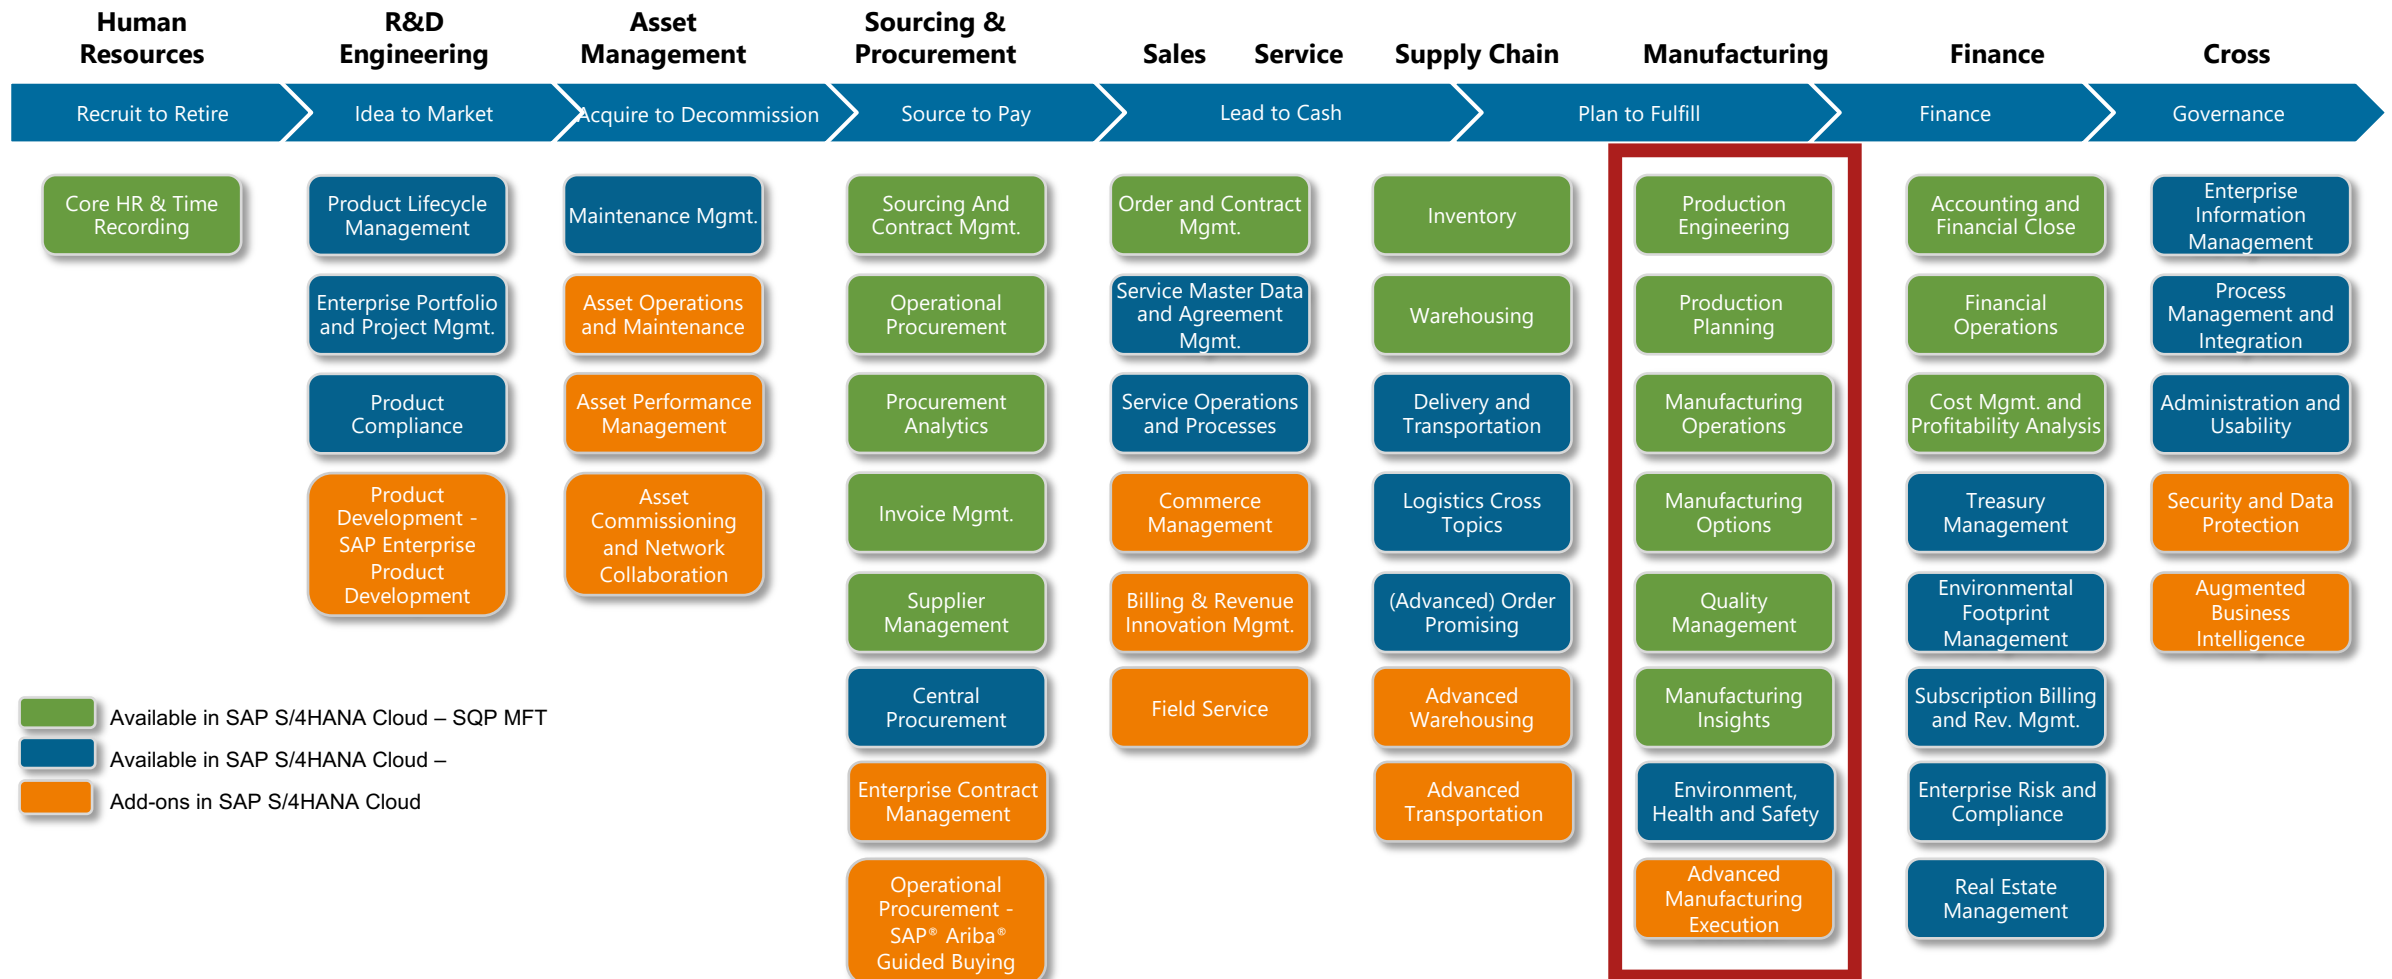 Human
Resources
R&D
Engineering
Asset
Management
Sourcing &
Procurement
Sales
Service
Supply Chain
Manufacturing
Finance
Cross
Recruit to Retire
Idea to Market
Acquire to Decommission
Source to Pay
Lead to Cash
Plan to Fulfill
Finance
Governance
Core HR & Time
Recording
Product Lifecycle
Management
Enterprise Portfolio
and Project Mgmt.
Product
Compliance
Product
Development -
SAP Enterprise
Product
Development
Maintenance Mgmt.
Asset Operations
and Maintenance
Asset Performance
Management
Asset
Commissioning
and Network
Collaboration
Sourcing And
Contract Mgmt.
Operational
Procurement
Procurement
Analytics
Invoice Mgmt.
Supplier
Management
Central
Procurement
Enterprise Contract
Management
Operational
Procurement -
SAP® Ariba®
Guided Buying
Order and Contract
Mgmt.
Service Master Data
and Agreement
Mgmt.
Service Operations
and Processes
Commerce
Management
Billing & Revenue
Innovation Mgmt.
Field Service
Inventory
Warehousing
Delivery and
Transportation
Logistics Cross
Topics
(Advanced) Order
Promising
Advanced
Warehousing
Advanced
Transportation
Production
Engineering
Production
Planning
Manufacturing
Operations
Manufacturing
Options
Quality
Management
Manufacturing
Insights
Environment,
Health and Safety
Advanced
Manufacturing
Execution
Accounting and
Financial Close
Financial
Operations
Cost Mgmt. and
Profitability Analysis
Treasury
Management
Environmental
Footprint
Management
Subscription Billing
and Rev. Mgmt.
Enterprise Risk and
Compliance
Real Estate
Management
Enterprise
Information
Management
Process
Management and
Integration
Administration and
Usability
Security and Data
Protection
Augmented
Business
Intelligence
Available in SAP S/4HANA Cloud – SQP MFT
Available in SAP S/4HANA Cloud –
Add-ons in SAP S/4HANA Cloud